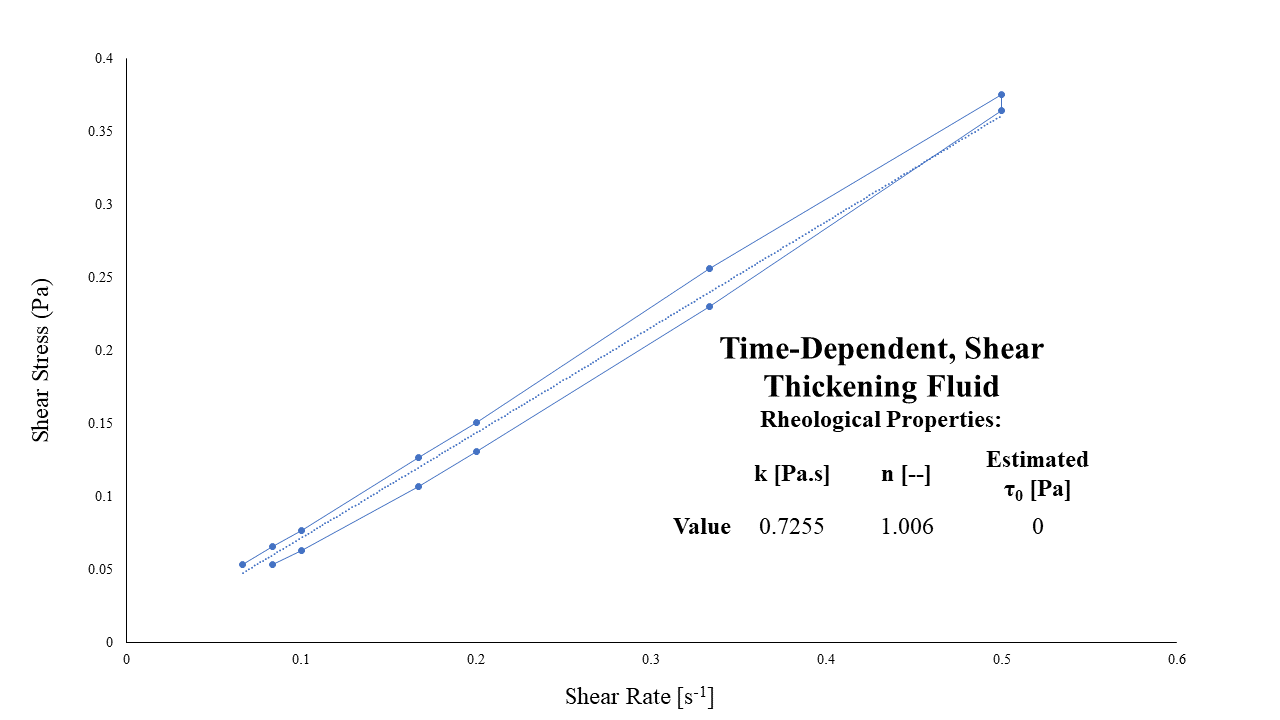 0.4
0.35
0.3
0.25
0.2
0.15
0.1
0.05
0
Shear Stress (Pa)
Time-Dependent, Shear
Thickening Fluid
Rheological Properties:
k [Pa.s] n [--] Estimated τ₀ [Pa]
Value 0.7255 1.006 0
0 0.1 0.2 0.3 0.4 0.5 0.6
Shear Rate [s⁻¹]